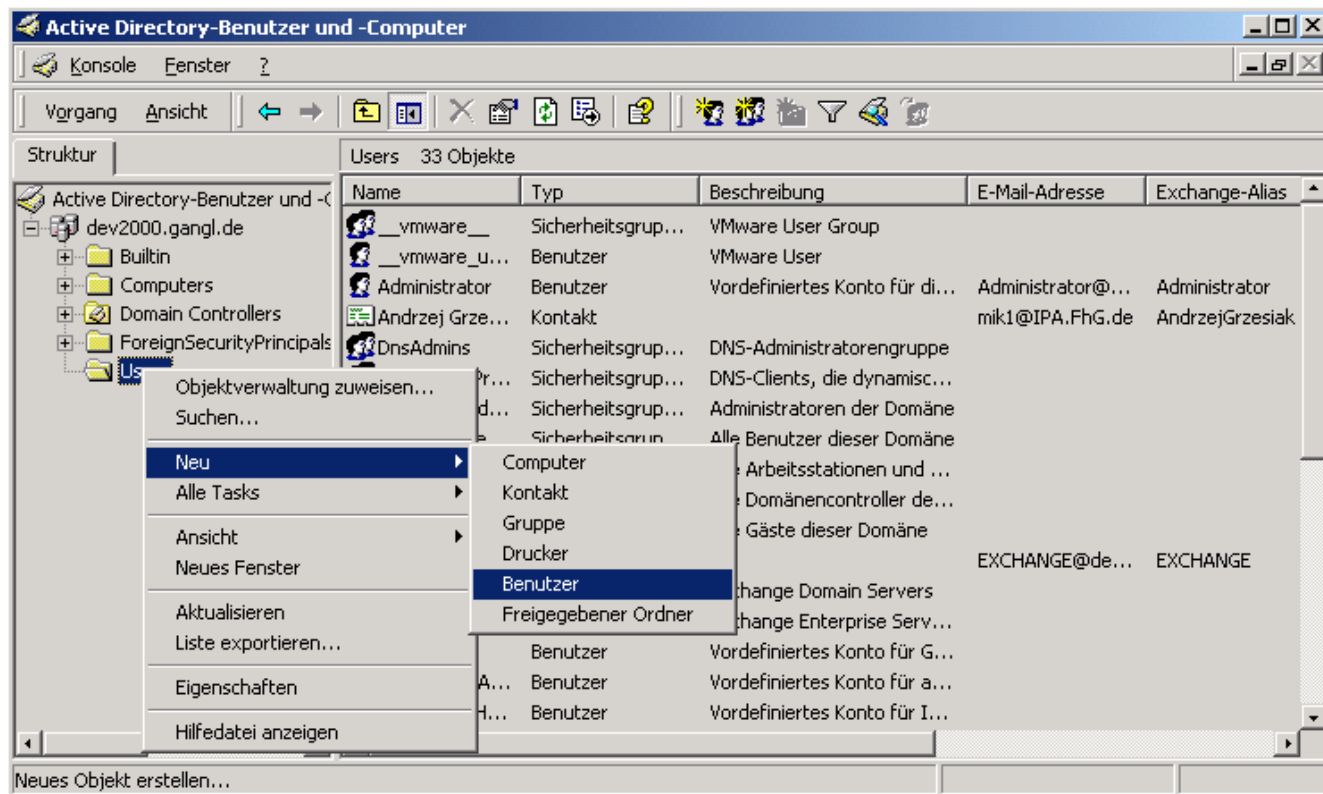 Active Directory-Benutzer und -Computer
Konsole Fenster ?
Vorgang Ansicht
Struktur
Users 33 Objekte
Active Directory-Benutzer und -C
dev2000.gangl.de
Builtin
Computers
Domain Controllers
ForeignSecurityPrincipals
Name Typ Beschreibung E-Mail-Adresse Exchange-Alias
__vmware__ Sicherheitsgrup... VMware User Group
__vmware_u... Benutzer VMware User
Administrator Benutzer Vordefiniertes Konto für di... Administrator@... Administrator
Andrzej Grze... Kontakt mik1@IPA.FhG.de AndrzejGrzesiak
DnsAdmins Sicherheitsgrup... DNS-Administratorengruppe
Sicherheitsgrup... DNS-Clients, die dynamisc...
Sicherheitsgrup... Administratoren der Domäne
Sicherheitsgrup Alle Benutzer dieser Domäne
Arbeitsstationen und ...
Domänencontroller de...
Gäste dieser Domäne
EXCHANGE@de... EXCHANGE
Domain Servers
Enterprise Serv...
Benutzer Vordefiniertes Konto für G...
Benutzer Vordefiniertes Konto für a...
Benutzer Vordefiniertes Konto für I...
Objektverwaltung zuweisen...
Suchen...
Neu
Alle Tasks
Ansicht
Neues Fenster
Aktualisieren
Liste exportieren...
Eigenschaften
Hilfedatei anzeigen
Computer
Kontakt
Gruppe
Drucker
Benutzer
Freigegebener Ordner
Neues Objekt erstellen...